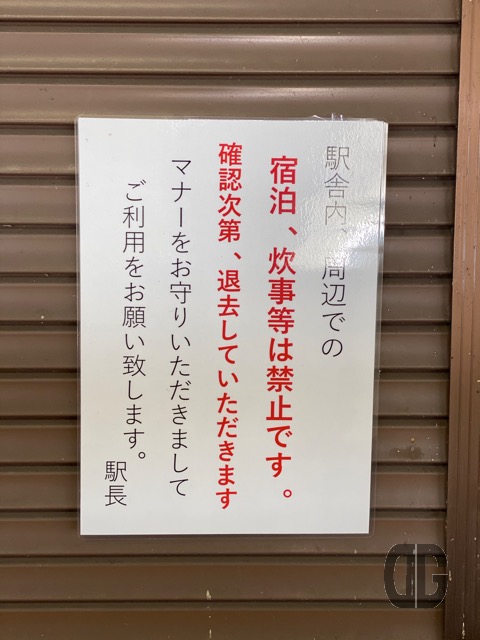 駅舎内、周辺での
宿泊、炊事等は禁止です。
確認次第、退去していただきます
マナーをお守りいただきまして
ご利用をお願い致します。
駅長